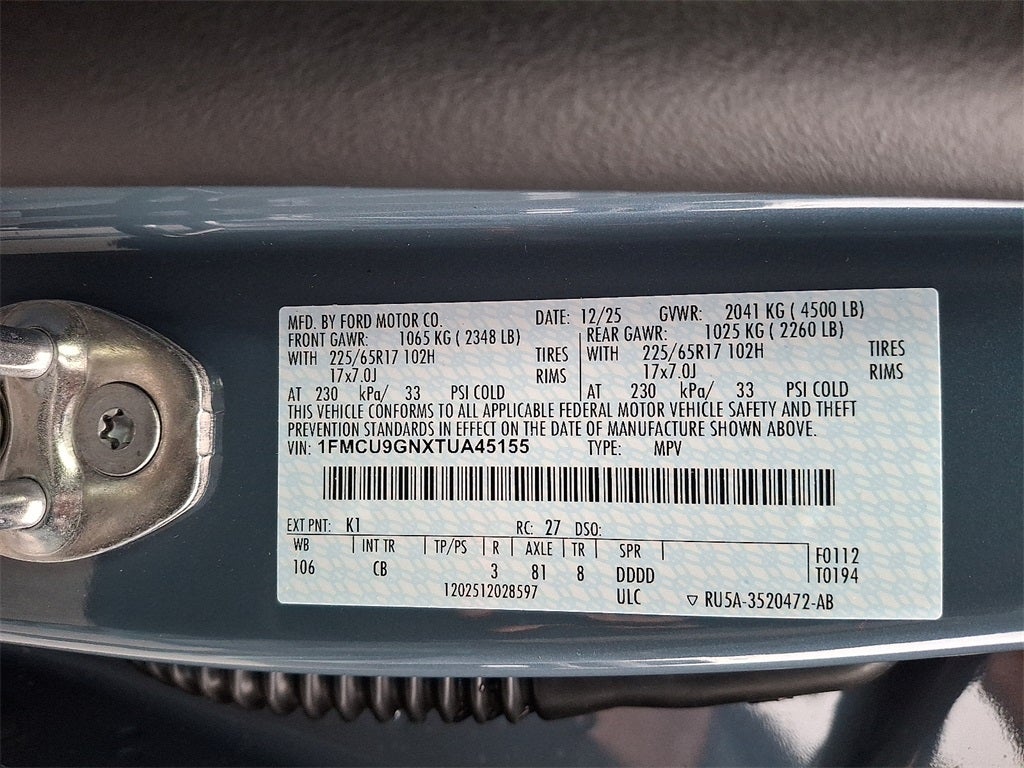 MFD. BY FORD MOTOR CO. DATE: 12/25 GVWR: 2041 KG ( 4500 LB)
FRONT GAWR: 1065 KG ( 2348 LB) REAR GAWR: 1025 KG ( 2260 LB)
WITH 225/65R17 102H TIRES WITH 225/65R17 102H TIRES
17x7.0J RIMS 17x7.0J RIMS
AT 230 kPa/ 33 PSI COLD AT 230 kPa/ 33 PSI COLD
THIS VEHICLE CONFORMS TO ALL APPLICABLE FEDERAL MOTOR VEHICLE SAFETY AND THEFT
PREVENTION STANDARDS IN EFFECT ON THE DATE OF MANUFACTURE SHOWN ABOVE.
VIN: 1FMCU9GNXTUA45155 TYPE: MPV
EXT PNT: K1 RC: 27 DSO:
WB INT TR TP/PS R AXLE TR SPR F0112
106 CB 3 81 8 DDDD T0194
1202512028597 ULC ▽ RU5A-3520472-AB